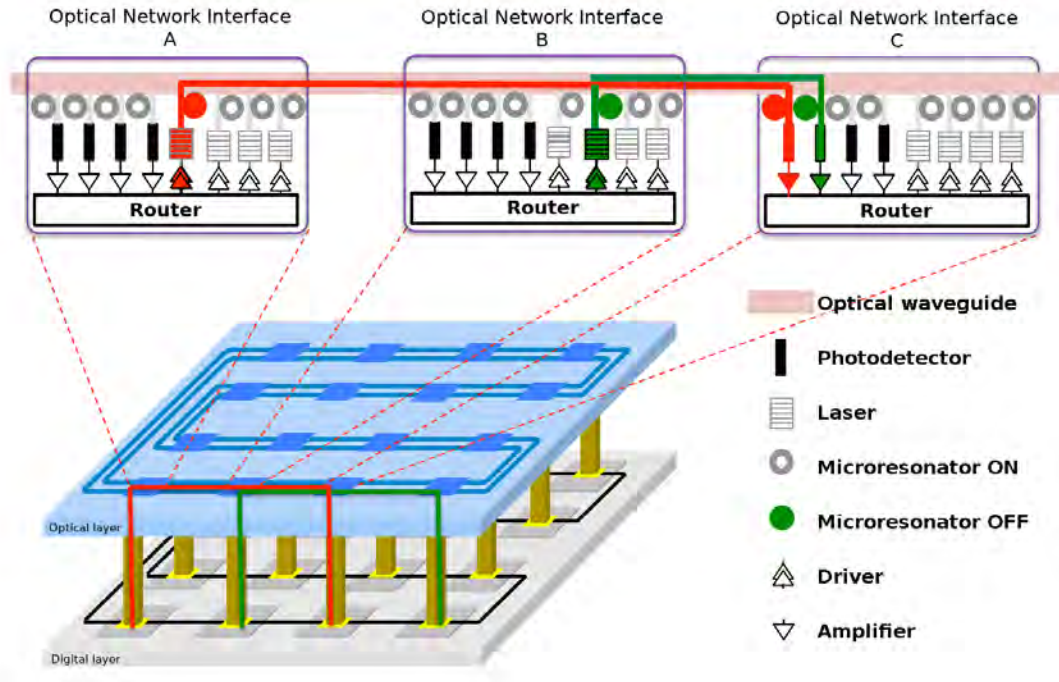 Optical Network Interface
A
Optical Network Interface
B
Optical Network Interface
C
Router
Router
Router
Optical waveguide
Photodetector
Laser
Microresonator ON
Microresonator OFF
Driver
Amplifier
Optical layer
Digital layer